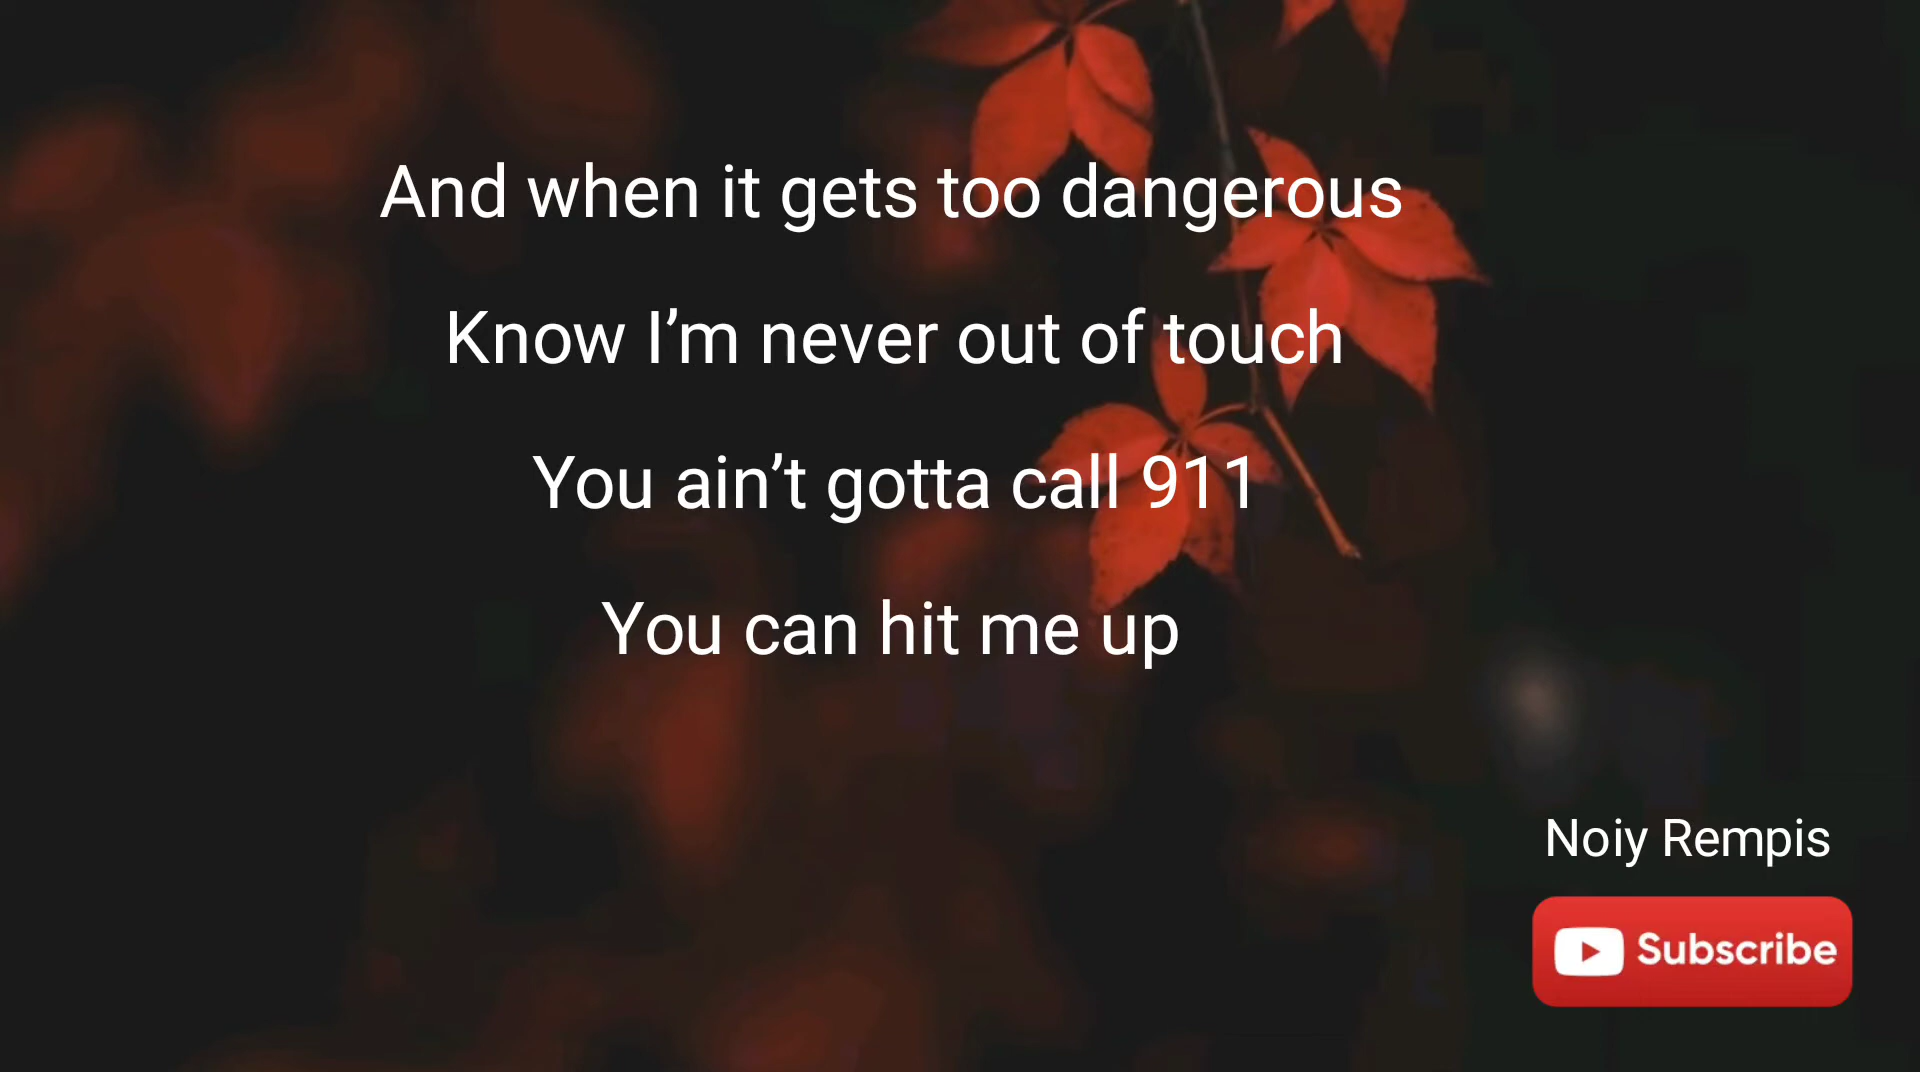 And when it gets too dangerous
Know I’m never out of touch
You ain’t gotta call 911
You can hit me up
Noiy Rempis
Subscribe